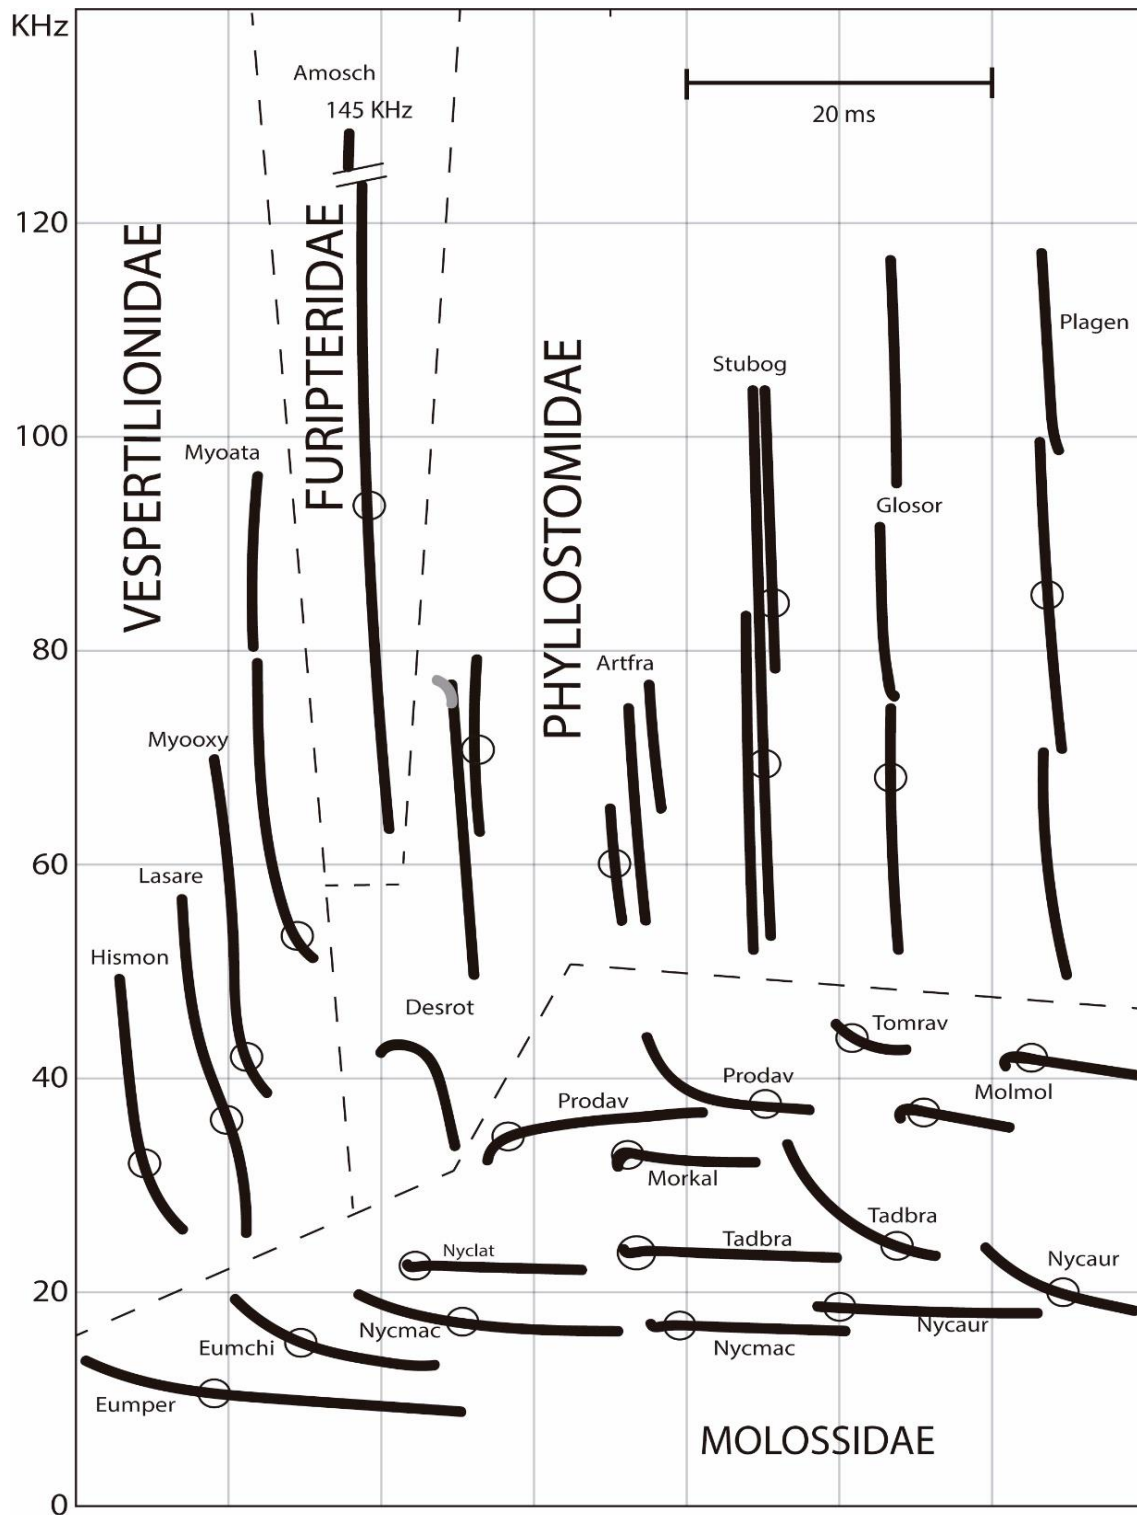 KHz
Amosch
145 KHz
20 ms
120
VESPERTILIONIDAE
FURIPTERIDAE
PHYLLOSTOMIDAE
Plagen
Stubog
100
Myoata
Glosor
80
Artfra
Myooxy
60
Lasare
Hismon
Desrot
Tomrav
40
Prodav
Molmol
Prodav
Morkal
Tadbra
Tadbra
Nyclat
Nycaur
20
Nycmac
Nycaur
Eumchi
Nycmac
Eumper
MOLOSSIDAE
0